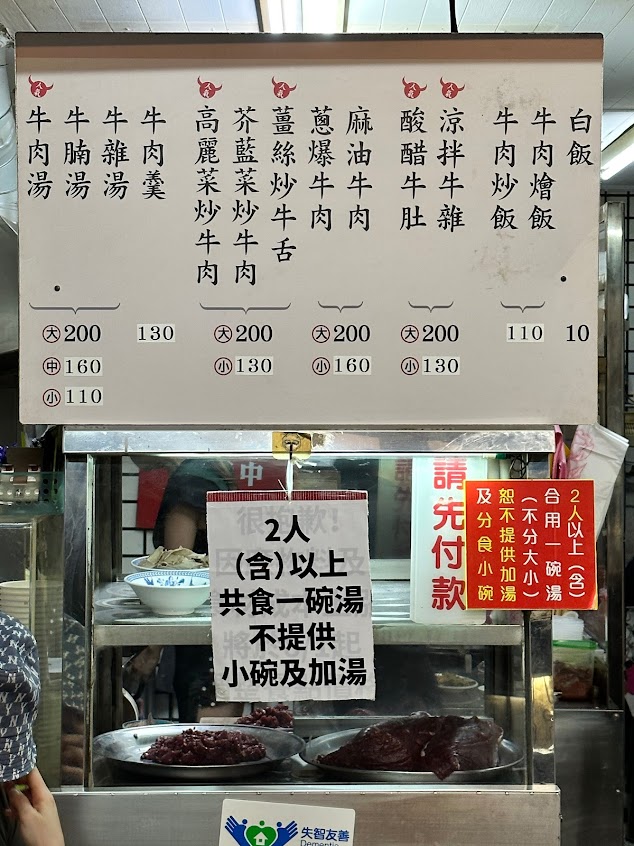 牛肉湯
牛腩湯
牛雜湯
牛肉羹
高麗菜炒牛肉
芥藍菜炒牛肉
薑絲炒牛舌
蔥爆牛肉
麻油牛肉
酸醋牛肚
涼拌牛雜
牛肉炒飯
牛肉燴飯
白飯
大200
中160
小110
130
大200
小130
大200
小160
大200
小130
110
10
中
請先付款
2人
(含)以上
共食一碗湯
不提供
小碗及加湯
2人以上(含)
合用一碗湯
(不分大小)
恕不提供加湯
及分食小碗
失智友善
Dementia